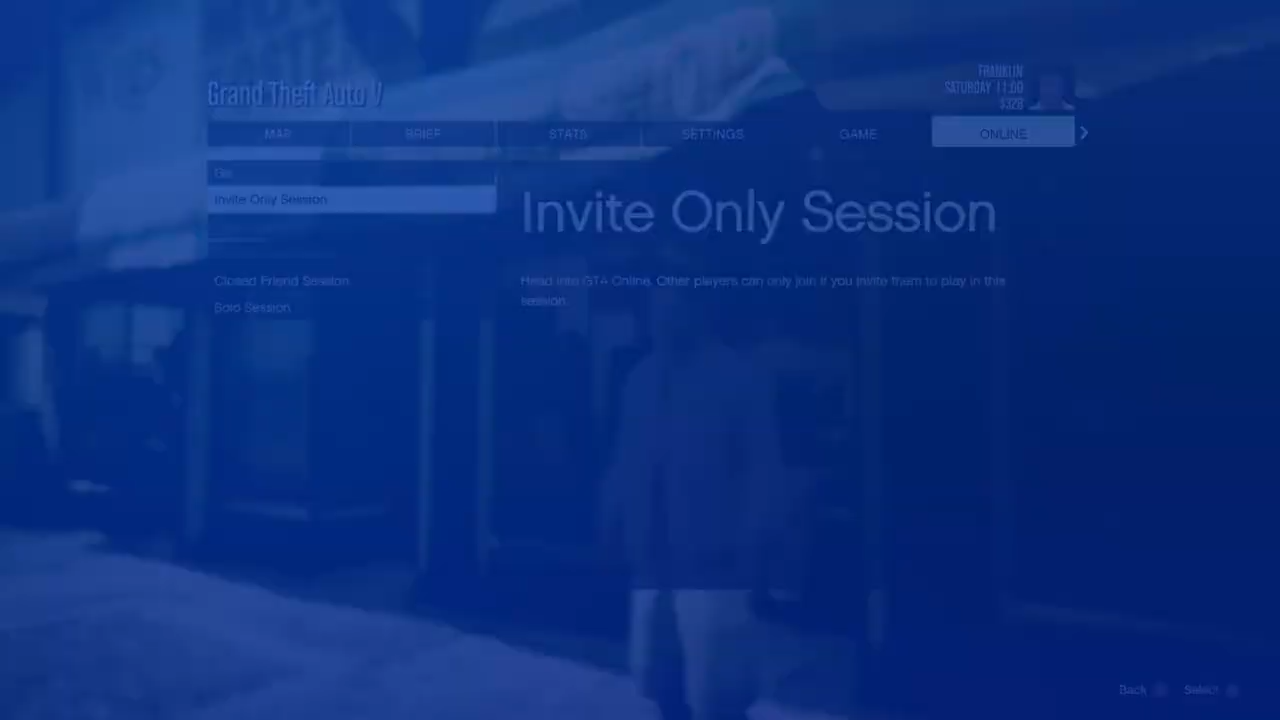 Grand Theft Auto V
FRANKLIN
SATURDAY 11:00
$328
MAP
BRIEF
STATS
SETTINGS
GAME
ONLINE
Go
Invite Only Session
Invite Only Session
Closed Friend Session
Solo Session
Head into GTA Online. Other players can only join if you invite them to play in this
session.
Back
Select